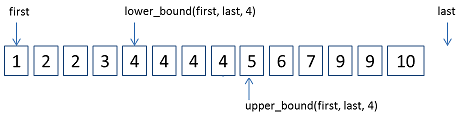 first lower_bound(first, last, 4) last
1 2 2 3 4 4 4 4 5 6 7 9 9 10
upper_bound(first, last, 4)